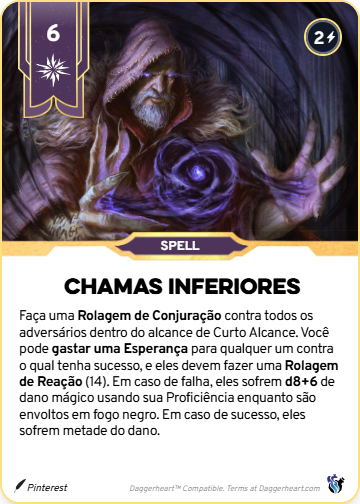 6
2
SPELL
CHAMAS INFERIORES
Faça uma Rolagem de Conjuração contra todos os
adversários dentro do alcance de Curto Alcance. Você
pode gastar uma Esperança para qualquer um contra
o qual tenha sucesso, e eles devem fazer uma Rolagem
de Reação (14). Em caso de falha, eles sofrem d8+6 de
dano mágico usando sua Proficiência enquanto são
envoltos em fogo negro. Em caso de sucesso, eles
sofrem metade do dano.
Pinterest
Daggerheart™ Compatible. Terms at Daggerheart.com